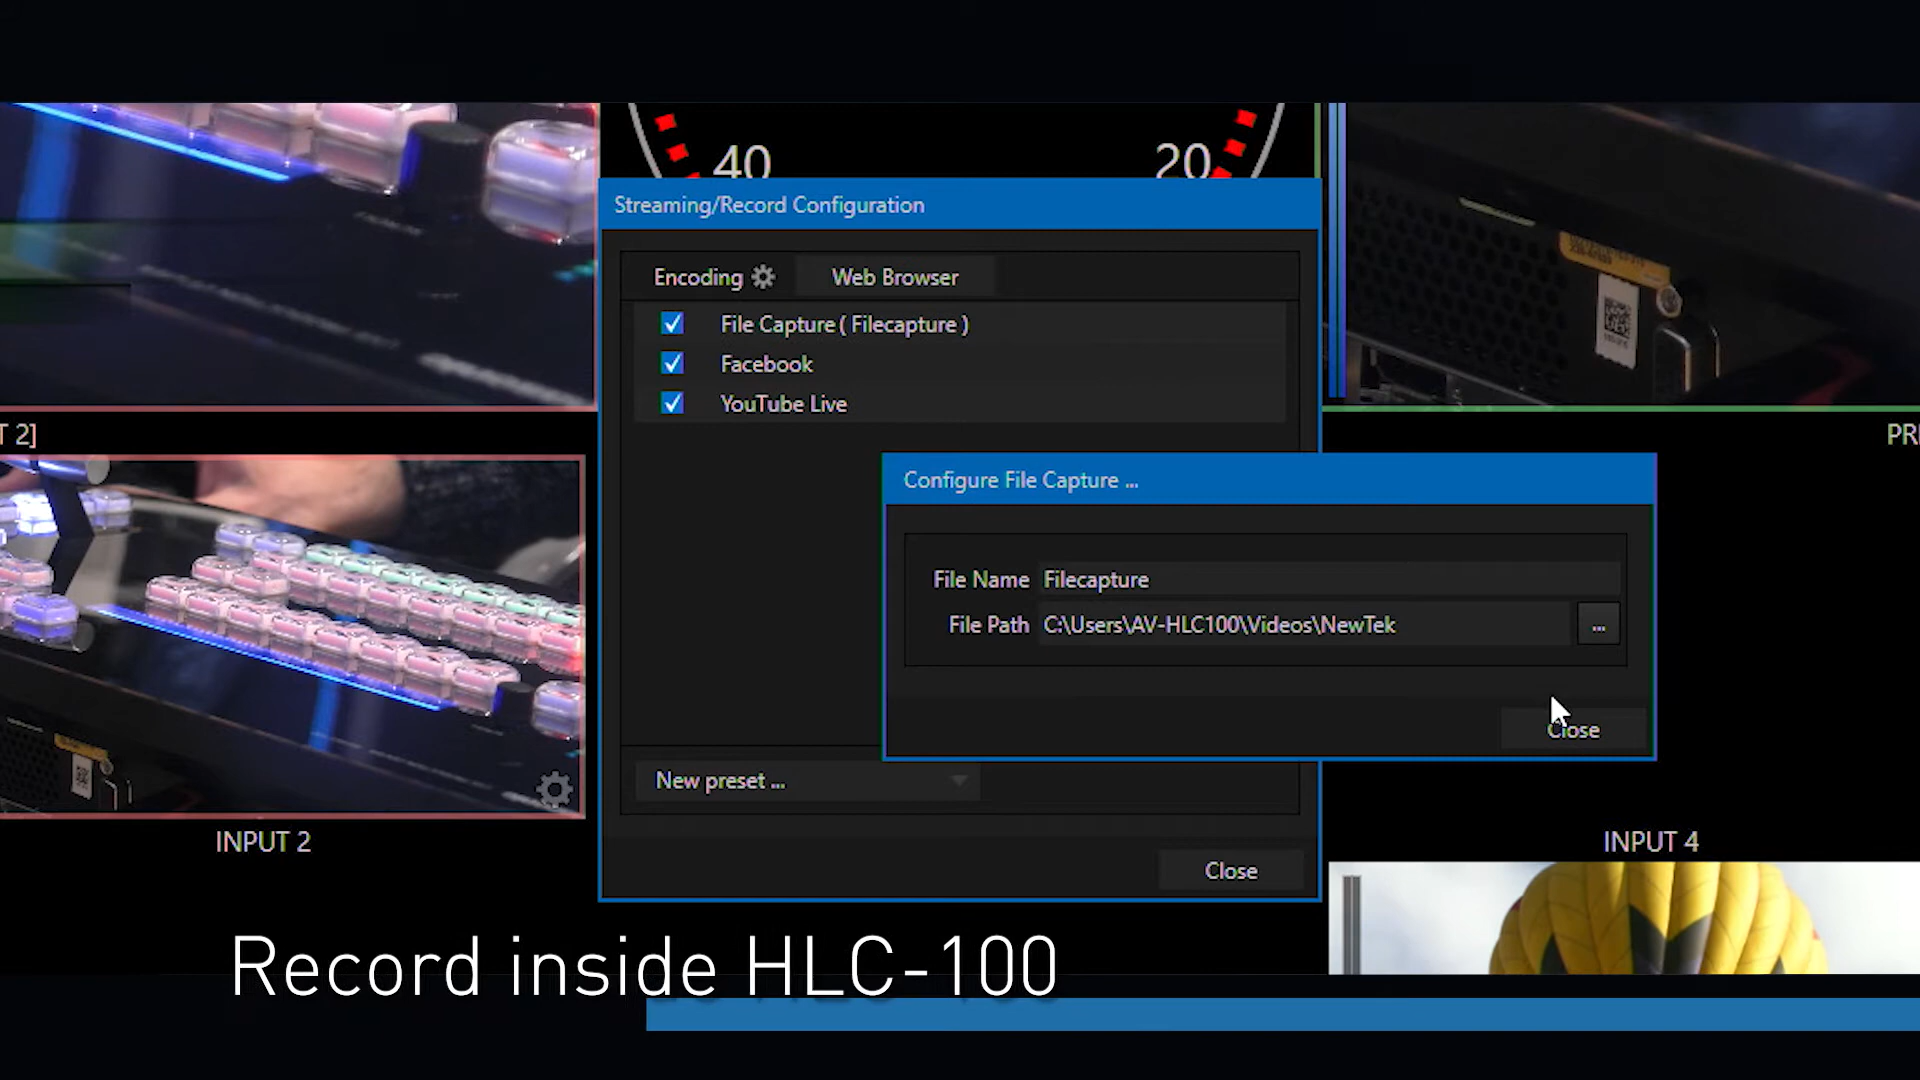 40
20
Streaming/Record Configuration
Encoding
Web Browser
File Capture ( Filecapture )
Facebook
YouTube Live
T 2]
PR
Configure File Capture ...
File Name Filecapture
File Path C:\Users\AV-HLC100\Videos\NewTek
...
Close
New preset ...
INPUT 2
INPUT 4
Close
Record inside HLC-100